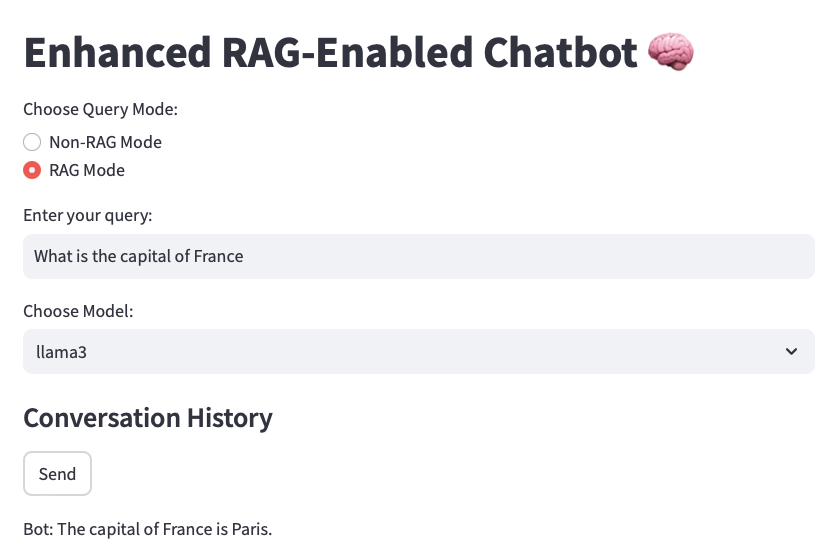 Enhanced RAG-Enabled Chatbot 🧠
Choose Query Mode:
Non-RAG Mode
RAG Mode
Enter your query:
What is the capital of France
Choose Model:
llama3
Conversation History
Send
Bot: The capital of France is Paris.